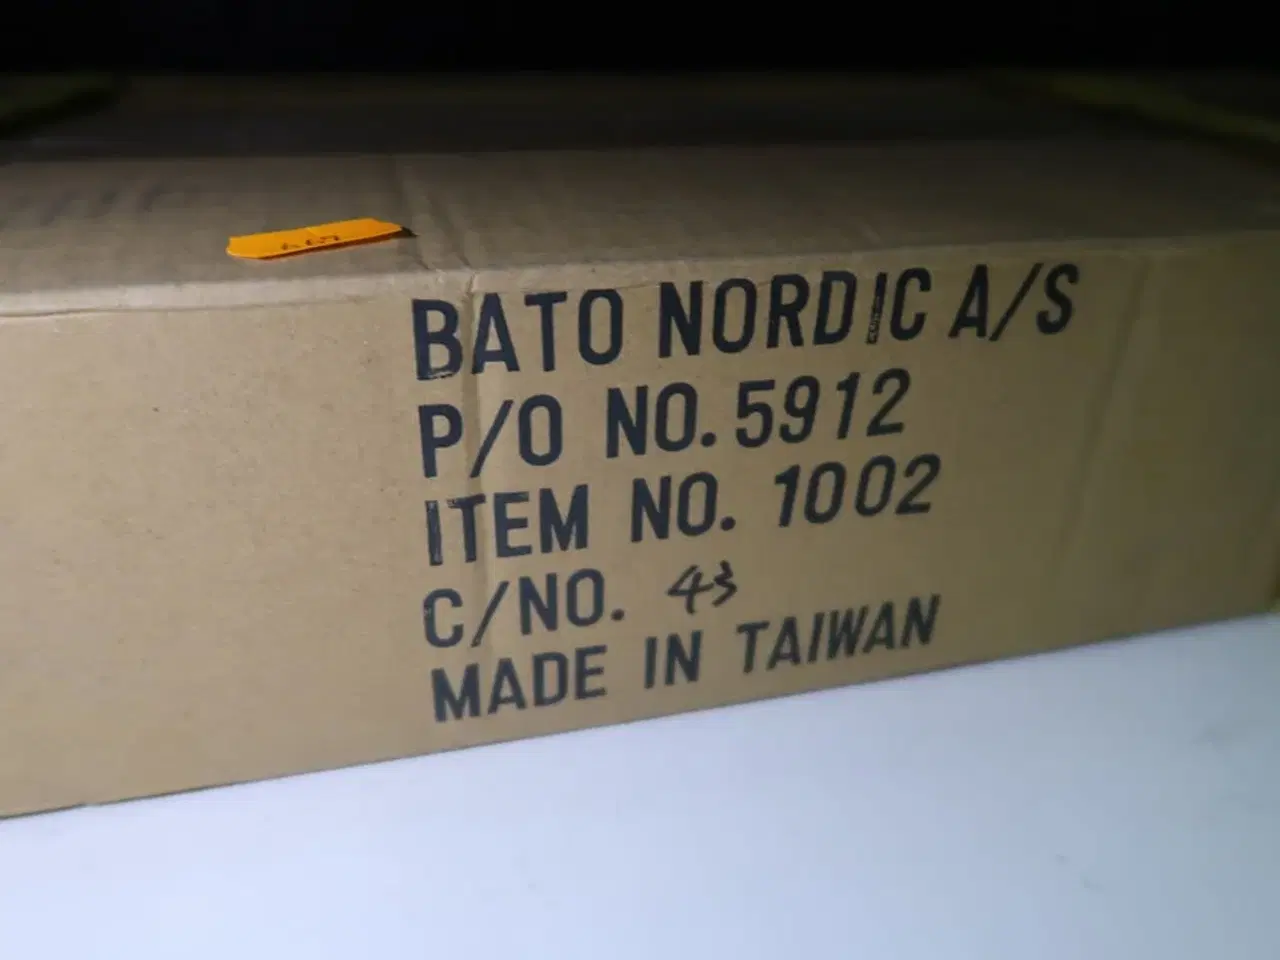 BATO NORDIC A/S
P/O NO. 5912
ITEM NO. 1002
C/NO. 43
MADE IN TAIWAN